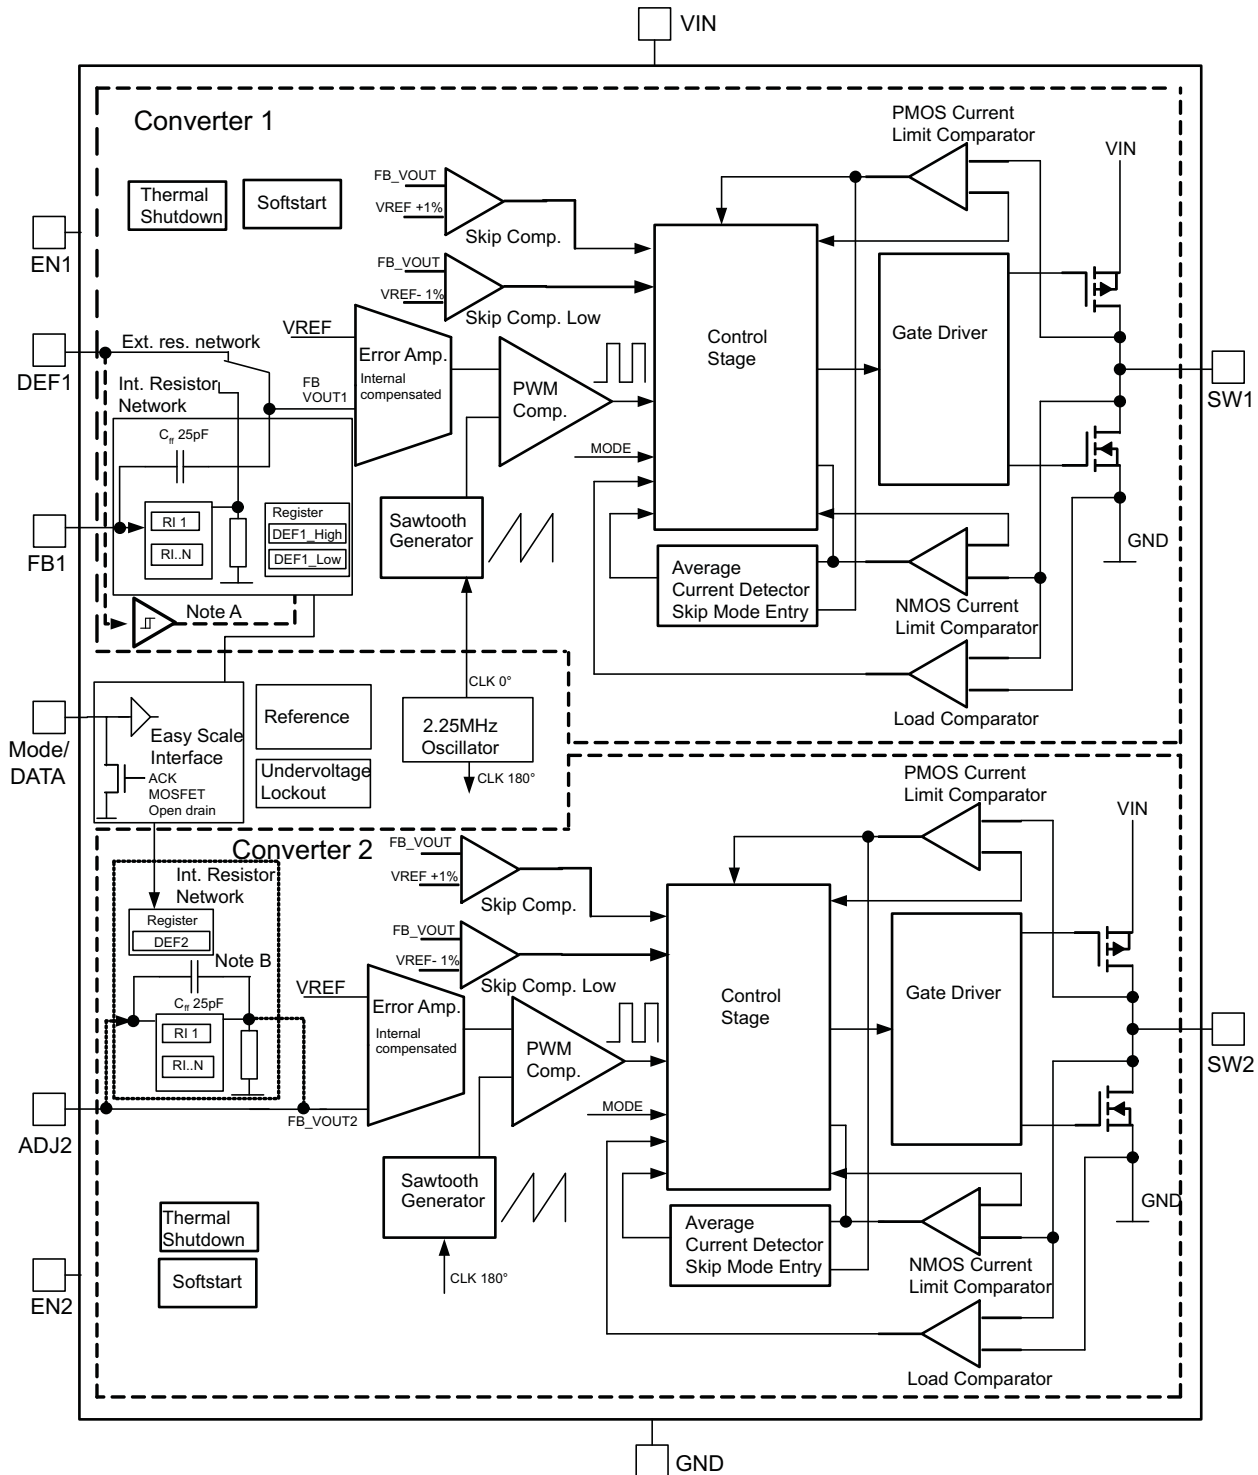 VIN
Converter 1
PMOS Current
Limit Comparator
VIN
Thermal
Shutdown
Softstart
FB_VOUT
VREF +1%
Skip Comp.
EN1
FB_VOUT
VREF- 1%
Skip Comp. Low
Control
Stage
Gate Driver
VREF
Error Amp.
Internal
compensated
Ext. res. network
DEF1
Int. Resistor
Network
FB
VOUT1
PWM
Comp.
SW1
Cff 25pF
MODE
RI 1
RI..N
Register
DEF1_High
DEF1_Low
FB1
Sawtooth
Generator
GND
Average
Current Detector
Skip Mode Entry
NMOS Current
Limit Comparator
Note A
CLK 0°
Load Comparator
Mode/
DATA
Easy Scale
Interface
ACK
MOSFET
Open drain
Reference
Undervoltage
Lockout
2.25MHz
Oscillator
CLK 180°
PMOS Current
Limit Comparator
VIN
Converter 2
FB_VOUT
VREF +1%
Skip Comp.
Int. Resistor
Network
Register
DEF2
Note B
Cff 25pF
RI 1
RI..N
FB_VOUT
VREF- 1%
Skip Comp. Low
VREF
Error Amp.
Internal
compensated
Control
Stage
Gate Driver
PWM
Comp.
SW2
MODE
ADJ2
FB_VOUT2
Sawtooth
Generator
GND
Thermal
Shutdown
Softstart
Average
Current Detector
Skip Mode Entry
NMOS Current
Limit Comparator
EN2
CLK 180°
Load Comparator
GND